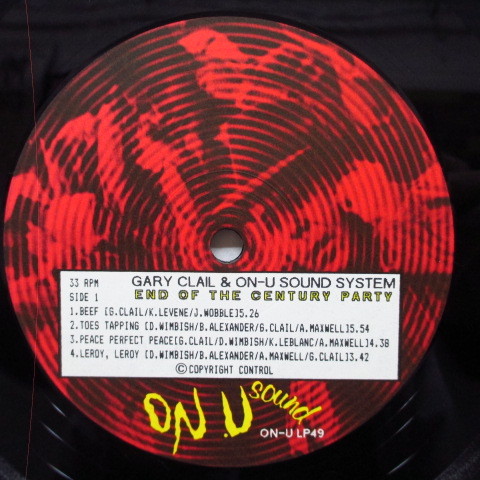 33 RPM GARY CLAIL & ON-U SOUND SYSTEM
SIDE 1 END OF THE CENTURY PARTY
1.BEEF [G.CLAIL/K.LEVENE/J.WOBBLE]5.26
2.TOES TAPPING [D.WIMBISH/B.ALEXANDER/G.CLAIL/A.MAXWELL]5.54
3.PEACE PERFECT PEACE[G.CLAIL/D.WIMBISH/K.LEBLANC/A.MAXWELL]4.38
4.LEROY, LEROY [D.WIMBISH/B.ALEXANDER/A.MAXWELL/G.CLAIL]3.42
©COPYRIGHT CONTROL
ON.U sound
ON-U LP49